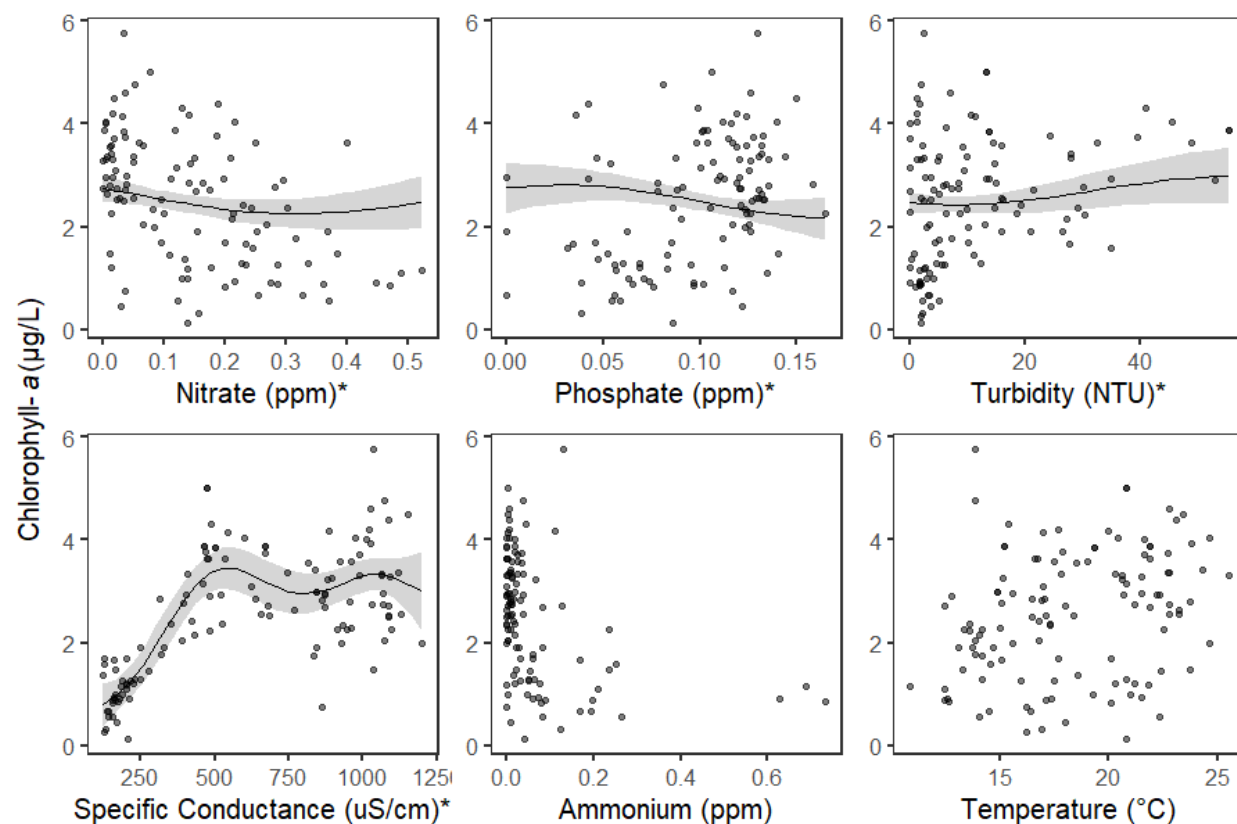 Chlorophyll- a (µg/L)
6
4
2
0
0.0 0.1 0.2 0.3 0.4 0.5
Nitrate (ppm)*
6
4
2
0
0.00 0.05 0.10 0.15
Phosphate (ppm)*
6
4
2
0
0 20 40
Turbidity (NTU)*
6
4
2
0
250 500 750 1000 1250
Specific Conductance (uS/cm)*
6
4
2
0
0.0 0.2 0.4 0.6
Ammonium (ppm)
6
4
2
0
15 20 25
Temperature (°C)